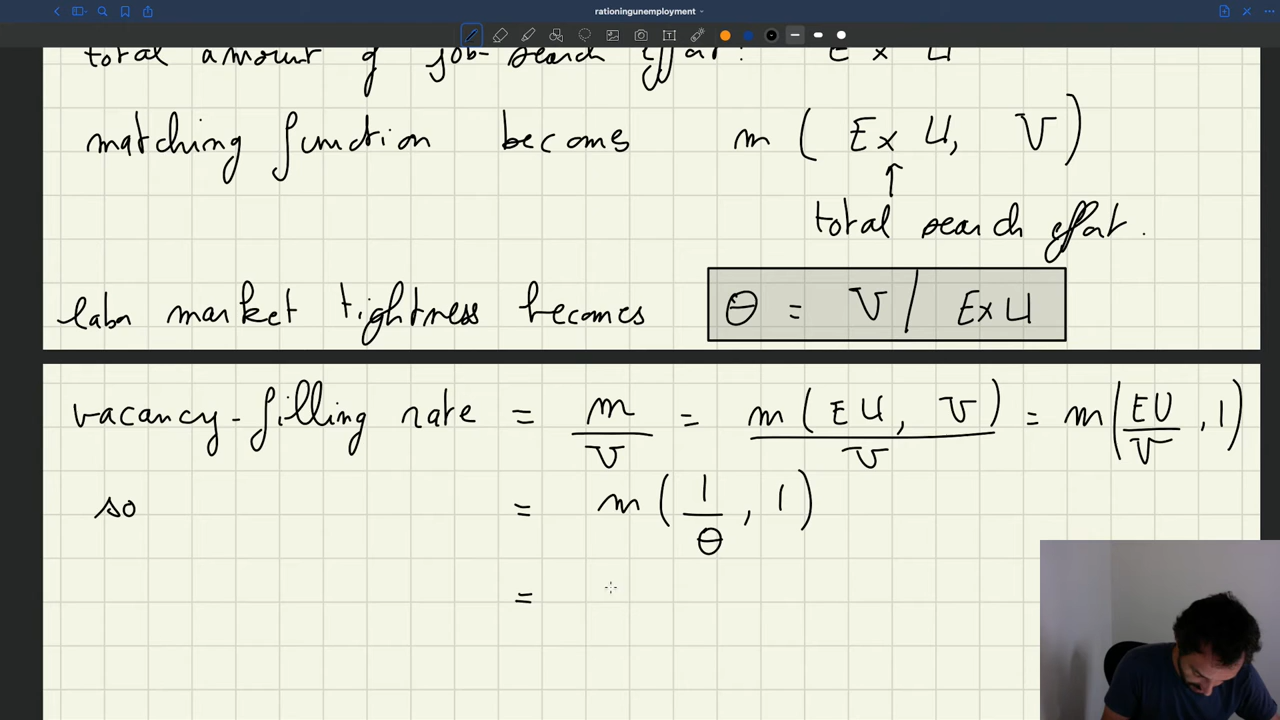 rationingunemployment
total amount of job-search effort: E x U
matching function becomes m ( E x U, V )
↑
total search effort.
labor market tightness becomes θ = V / E x U
vacancy-filling rate = m / V = m ( E U, V ) / V = m ( EU / V , 1 )
so = m ( 1 / θ , 1 )
=